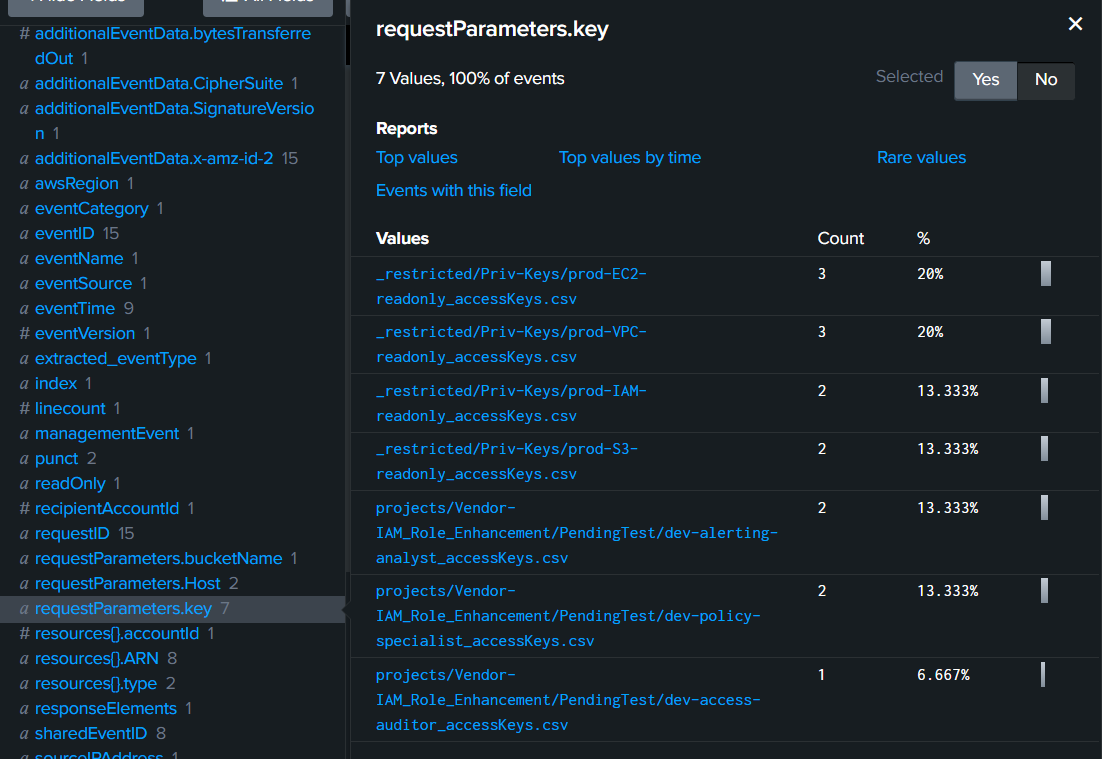 # additionalEventData.bytesTransferre
dOut 1
a additionalEventData.CipherSuite 1
a additionalEventData.SignatureVersio
n 1
a additionalEventData.x-amz-id-2 15
a awsRegion 1
a eventCategory 1
a eventID 15
a eventName 1
a eventSource 1
a eventTime 9
# eventVersion 1
a extracted_eventType 1
a index 1
# linecount 1
a managementEvent 1
a punct 2
a readOnly 1
# recipientAccountId 1
a requestID 15
a requestParameters.bucketName 1
a requestParameters.Host 2
a requestParameters.key 7
# resources{}.accountId 1
a resources{}.ARN 8
a resources{}.type 2
a responseElements 1
a sharedEventID 8
a sourceIPAddress 1
requestParameters.key
7 Values, 100% of events
Selected Yes No
Reports
Top values Top values by time Rare values
Events with this field
Values Count %
_restricted/Priv-Keys/prod-EC2- 3 20%
readonly_accessKeys.csv
_restricted/Priv-Keys/prod-VPC- 3 20%
readonly_accessKeys.csv
_restricted/Priv-Keys/prod-IAM- 2 13.333%
readonly_accessKeys.csv
_restricted/Priv-Keys/prod-S3- 2 13.333%
readonly_accessKeys.csv
projects/Vendor- 2 13.333%
IAM_Role_Enhancement/PendingTest/dev-alerting-
analyst_accessKeys.csv
projects/Vendor- 2 13.333%
IAM_Role_Enhancement/PendingTest/dev-policy-
specialist_accessKeys.csv
projects/Vendor- 1 6.667%
IAM_Role_Enhancement/PendingTest/dev-access-
auditor_accessKeys.csv